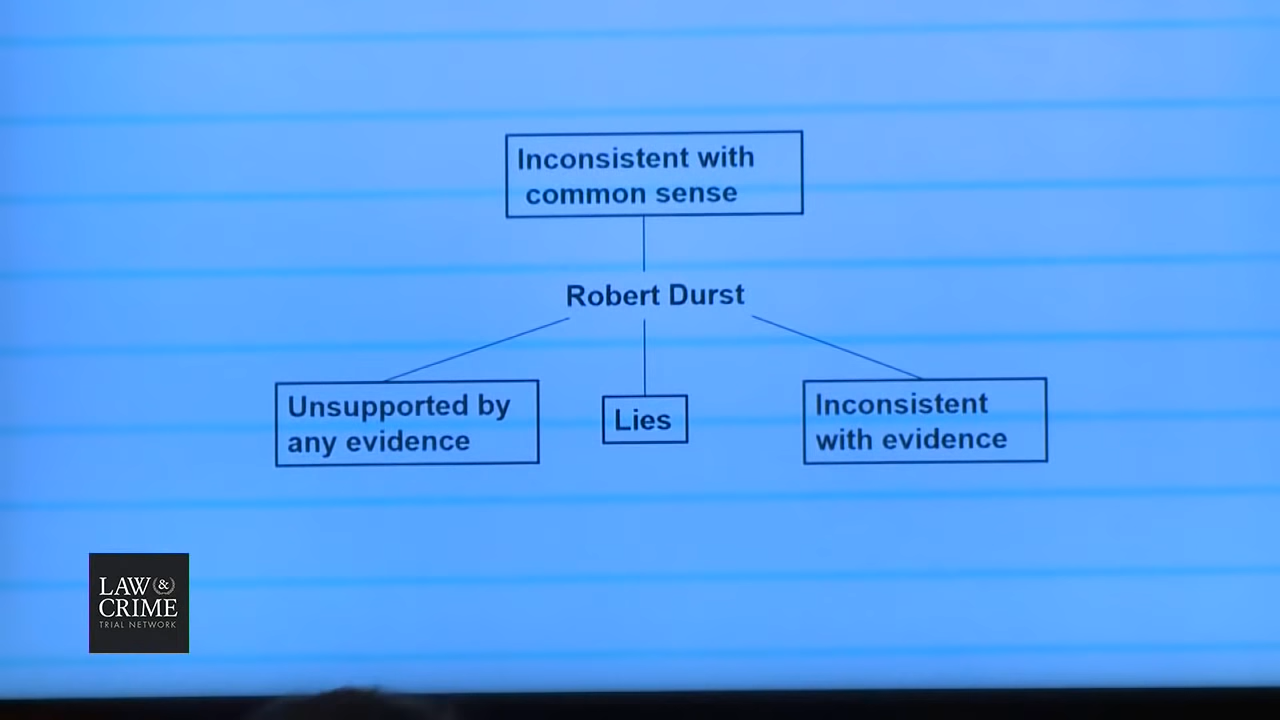 Inconsistent with
common sense
Robert Durst
Unsupported by
any evidence
Lies
Inconsistent
with evidence
LAW &
CRIME
TRIAL NETWORK